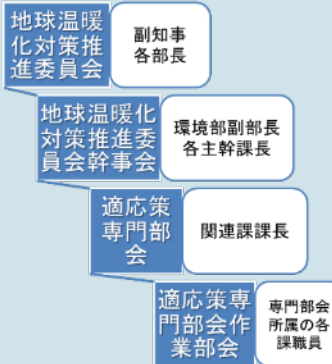 地球温暖
化対策推
進委員会
副知事
各部長
地球温暖化
対策推進委
員会幹事会
環境部副部長
各主幹課長
適応策
専門部
会
関連課課長
適応策専
門部会作
業部会
専門部会
所属の各
課職員